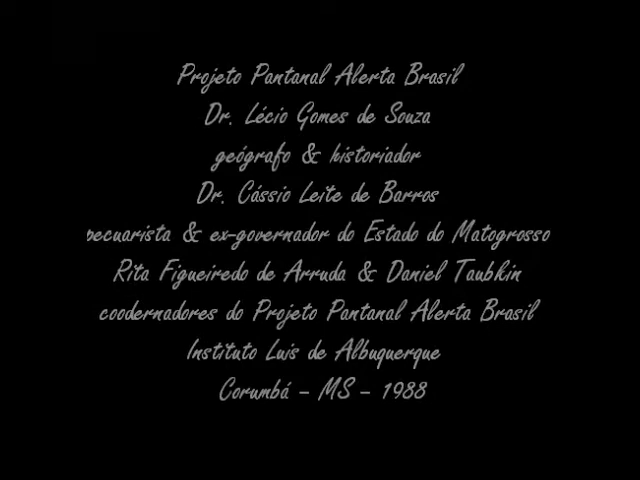 Projeto Pantanal Alerta Brasil
Dr. Lécio Gomes de Souza
geógrafo & historiador
Dr. Cássio Leite de Barros
pecuarista & ex-governador do Estado do Matogrosso
Rita Figueiredo de Arruda & Daniel Taubkin
coodernadores do Projeto Pantanal Alerta Brasil
Instituto Luis de Albuquerque
Corumbá – MS – 1988